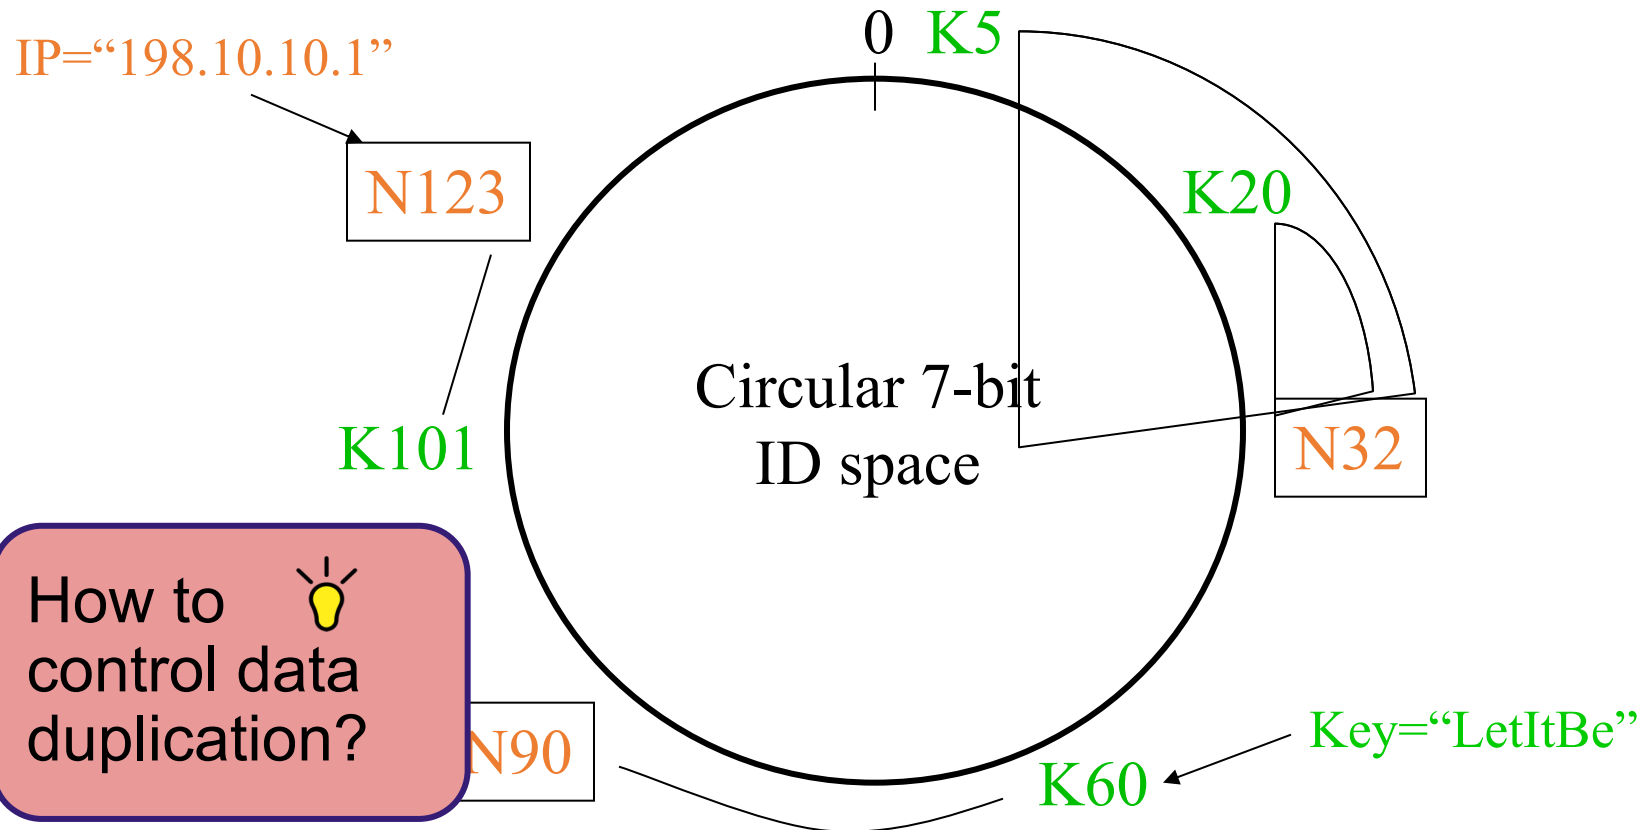 0 K5
IP=“198.10.10.1”
N123
K20
Circular 7-bit
ID space
K101
N32
How to
control data
duplication?
N90
Key=“LetItBe”
K60